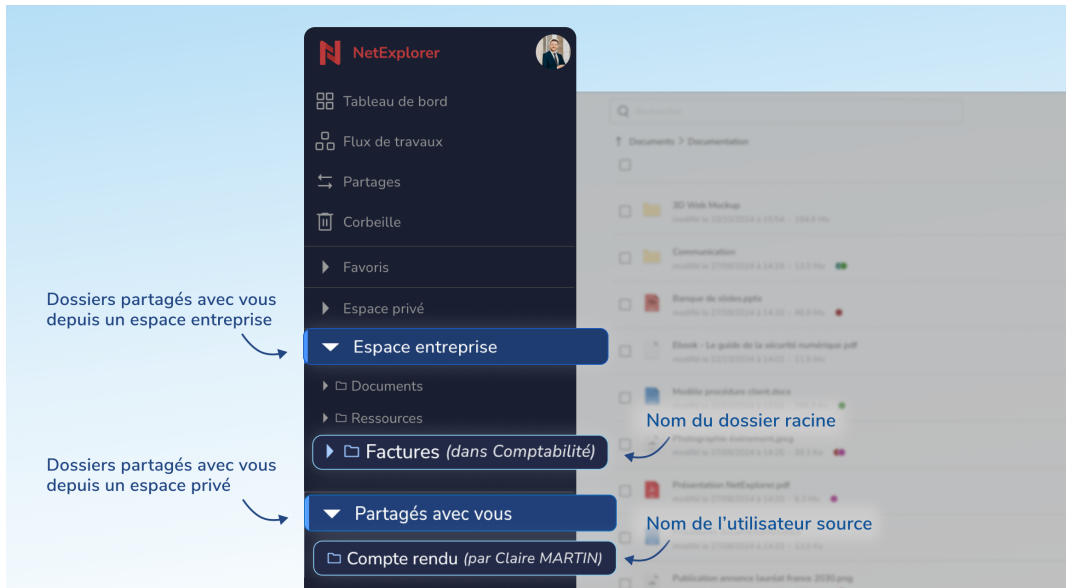 NetExplorer
Tableau de bord
Flux de travaux
Partages
Corbeille
Favoris
Espace privé
Dossiers partagés avec vous
depuis un espace entreprise
Espace entreprise
Documents
Ressources
Factures (dans Comptabilité)
Nom du dossier racine
Dossiers partagés avec vous
depuis un espace privé
Partagés avec vous
Compte rendu (par Claire MARTIN)
Nom de l’utilisateur source
Documents > Documentation
3D Web Mockup
Communication
Banque de slides.pptx
Ebook - Le guide de la sécurité numérique.pdf
Modèle procédure client.docx
Présentation NetExplorer.pdf
Publication annonce lauréat france 2030.png